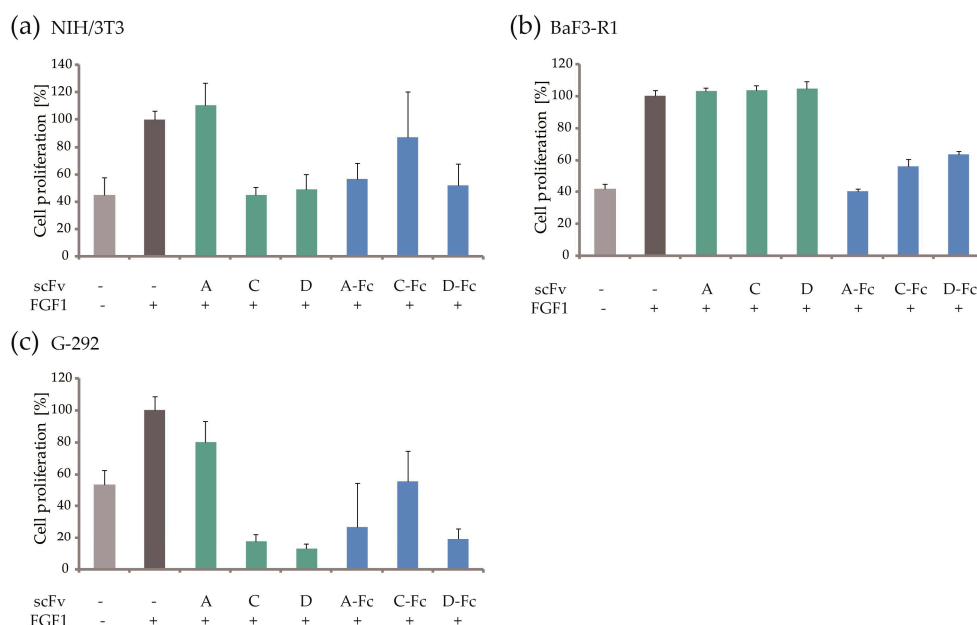 (a) NIH/3T3
Cell proliferation [%]
140
120
100
80
60
40
20
0
scFv - - A C D A-Fc C-Fc D-Fc
FGF1 - + + + + + + +
(b) BaF3-R1
Cell proliferation [%]
120
100
80
60
40
20
0
scFv - - A C D A-Fc C-Fc D-Fc
FGF1 - + + + + + + +
(c) G-292
Cell proliferation [%]
120
100
80
60
40
20
0
scFv - - A C D A-Fc C-Fc D-Fc
FGF1 - + + + + + + +